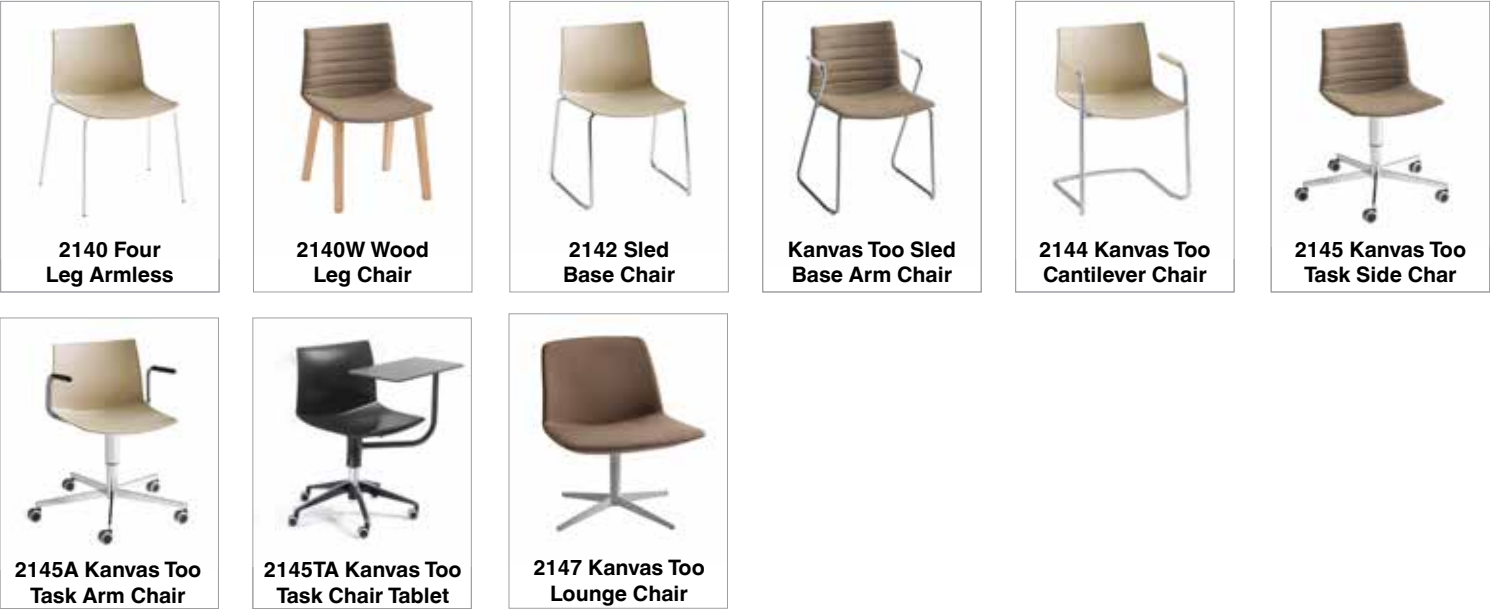 2140 Four
Leg Armless
2140W Wood
Leg Chair
2142 Sled
Base Chair
Kanvas Too Sled
Base Arm Chair
2144 Kanvas Too
Cantilever Chair
2145 Kanvas Too
Task Side Char
2145A Kanvas Too
Task Arm Chair
2145TA Kanvas Too
Task Chair Tablet
2147 Kanvas Too
Lounge Chair